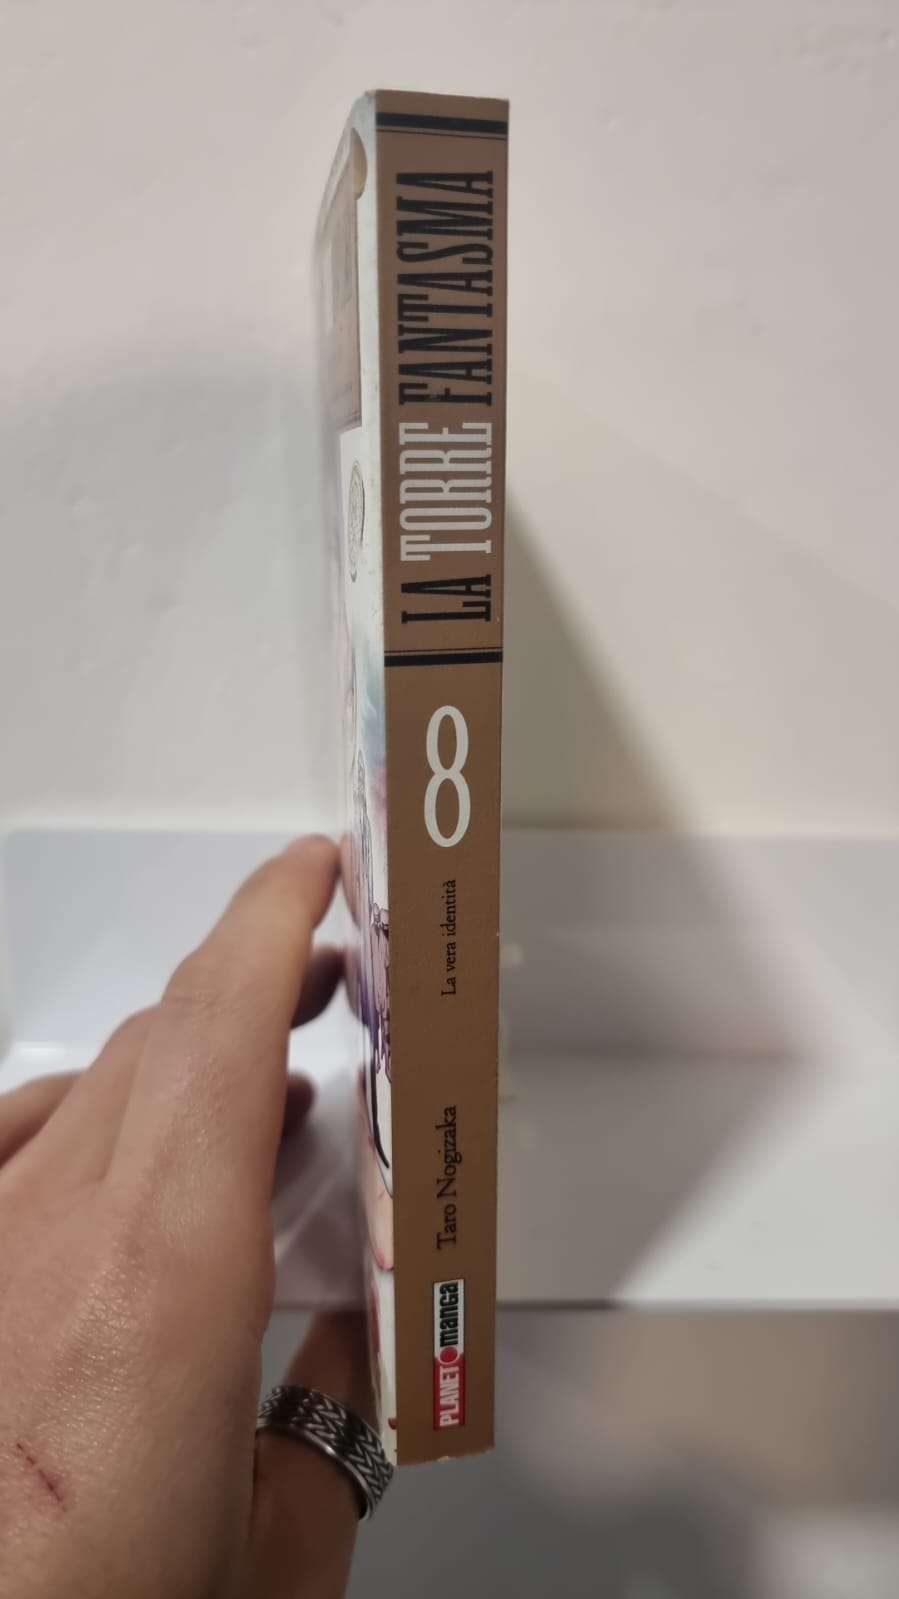 LA TORRE FANTASMA
8
La vera identità
Taro Nogizaka
PLANET manga